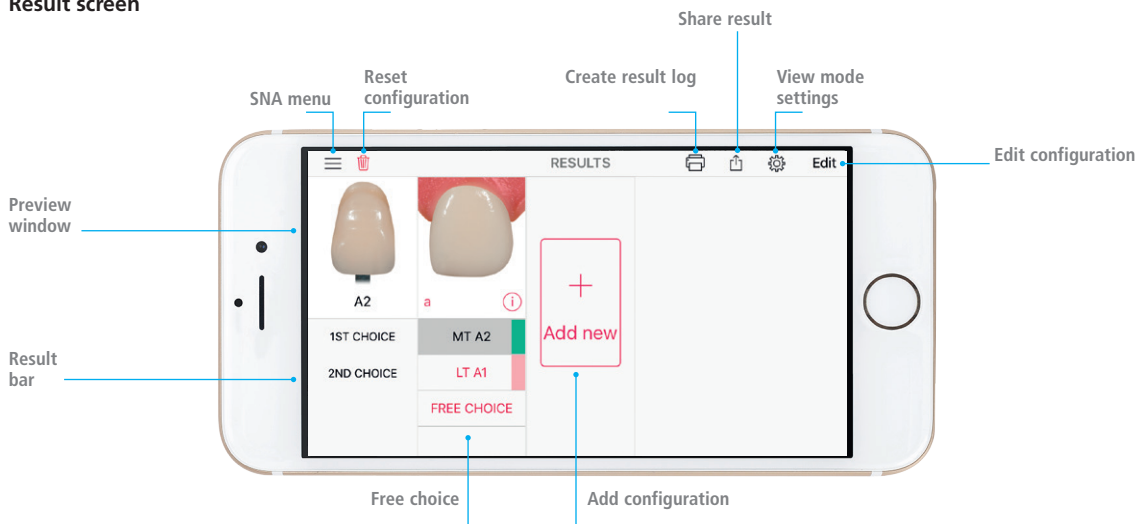 Result screen
Share result
Reset
configuration
Create result log
View mode
settings
SNA menu
RESULTS
Edit
Edit configuration
Preview
window
A2
a
i
Add new
1ST CHOICE
MT A2
Result
bar
2ND CHOICE
LT A1
FREE CHOICE
Free choice
Add configuration